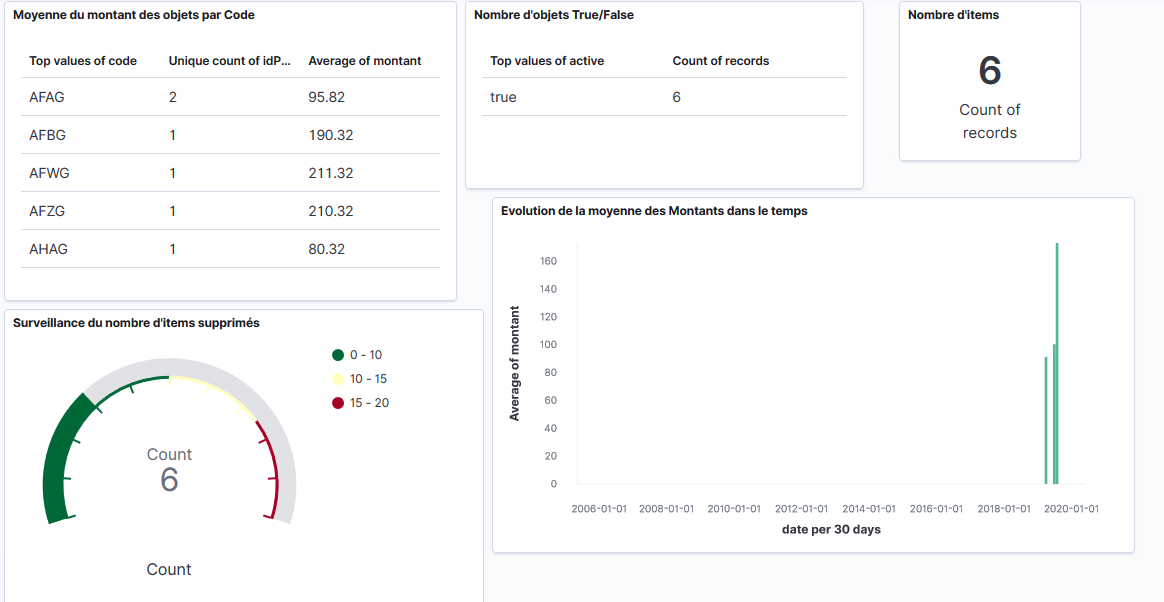 Moyenne du montant des objets par Code
Top values of code Unique count of idP... Average of montant
AFAG 2 95.82
AFBG 1 190.32
AFWG 1 211.32
AFZG 1 210.32
AHAG 1 80.32
Nombre d'objets True/False
Top values of active Count of records
true 6
Nombre d'items
6
Count of
records
Surveillance du nombre d'items supprimés
0 - 10
10 - 15
15 - 20
Count
6
Count
Evolution de la moyenne des Montants dans le temps
Average of montant
160
140
120
100
80
60
40
20
0
2006-01-01 2008-01-01 2010-01-01 2012-01-01 2014-01-01 2016-01-01 2018-01-01 2020-01-01
date per 30 days